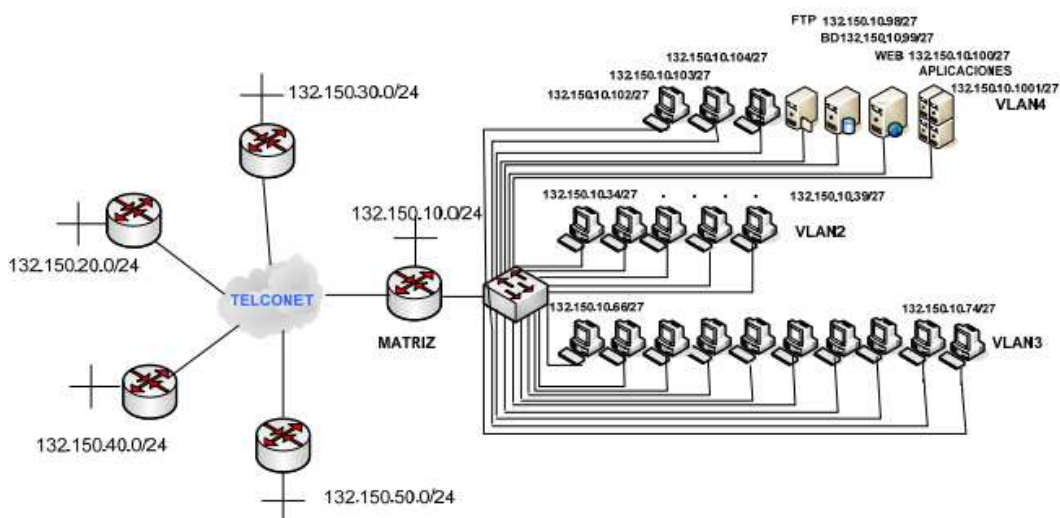 FTP 132.150.10.98/27
BD132.150.10.99/27
WEB 132.150.10.100/27
APLICACIONES
132.150.10.1001/27
VLAN4
132.150.10.104/27
132.150.10.103/27
132.150.10.102/27
132.150.30.0/24
132.150.20.0/24
132.150.10.0/24
132.150.10.34/27 . . . . 132.150.10.39/27
VLAN2
TELCONET
MATRIZ
132.150.10.66/27
132.150.10.74/27
VLAN3
132.150.40.0/24
132.150.50.0/24